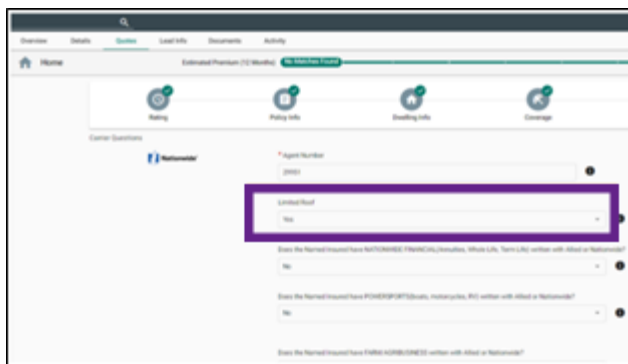 Overview Details Quotes Lead Info Documents Activity
Home Estimated Premium (12 Months) No Matches Found
Rating Policy Info Dwelling Info Coverage
Carrier Questions
Nationwide
* Agent Number
Limited Roof
Yes
Does the Named Insured have NATIONWIDE FINANCIAL(Annuities, Whole Life, Term Life) written with Allied or Nationwide?
No
Does the Named Insured have POWERSPORTS(boats, motorcycles, RV) written with Allied or Nationwide?
No
Does the Named Insured have FARM AGRIBUSINESS written with Allied or Nationwide?